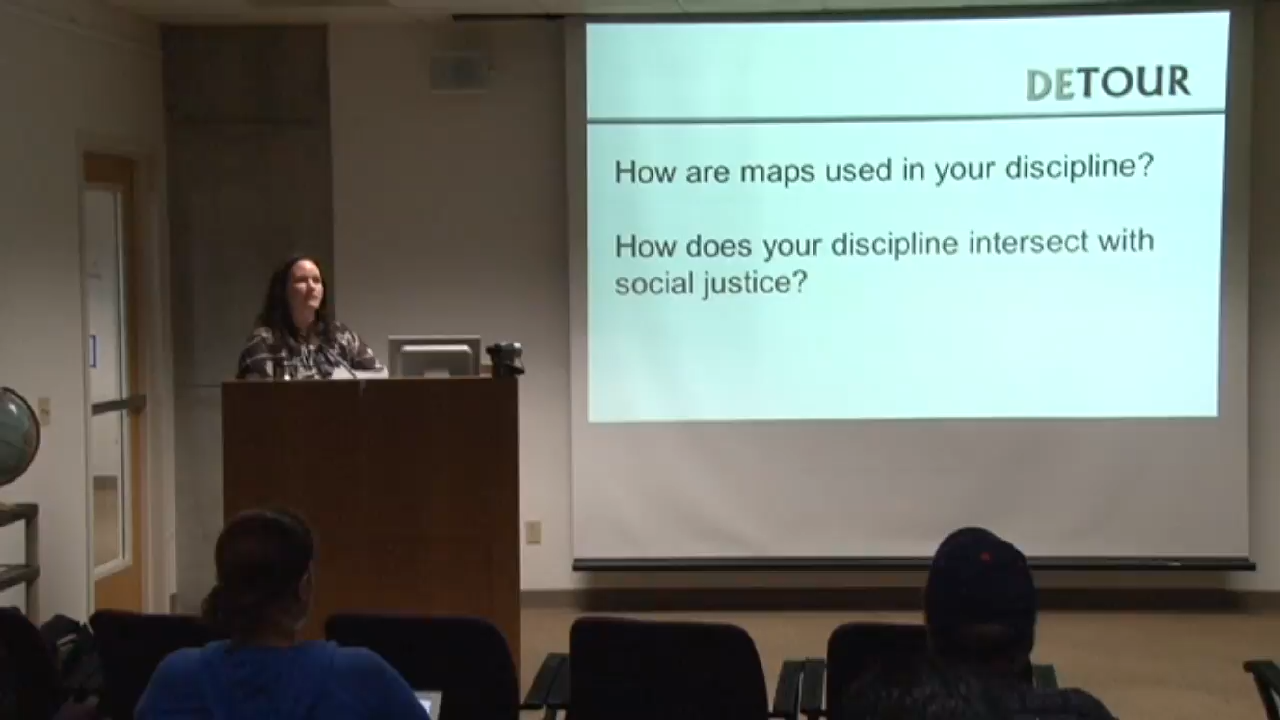 DETOUR
How are maps used in your discipline?
How does your discipline intersect with
social justice?